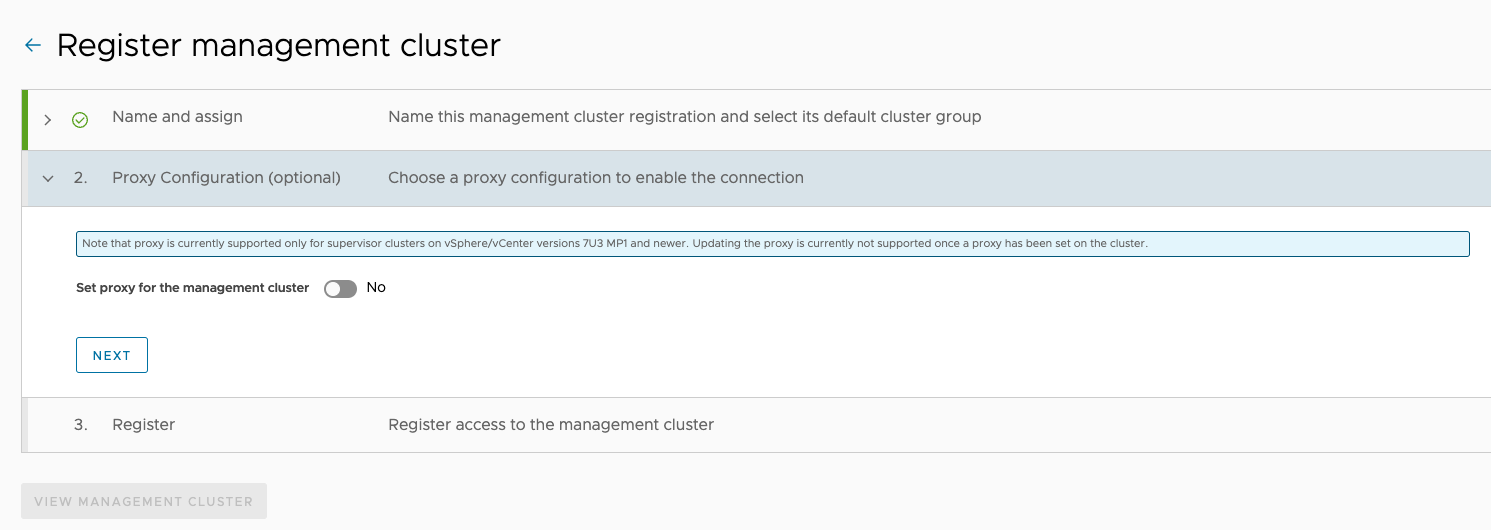 Register management cluster
Name and assign
Name this management cluster registration and select its default cluster group
2.
Proxy Configuration (optional)
Choose a proxy configuration to enable the connection
Note that proxy is currently supported only for supervisor clusters on vSphere/vCenter versions 7U3 MP1 and newer. Updating the proxy is currently not supported once a proxy has been set on the cluster.
Set proxy for the management cluster
No
NEXT
3.
Register
Register access to the management cluster
VIEW MANAGEMENT CLUSTER